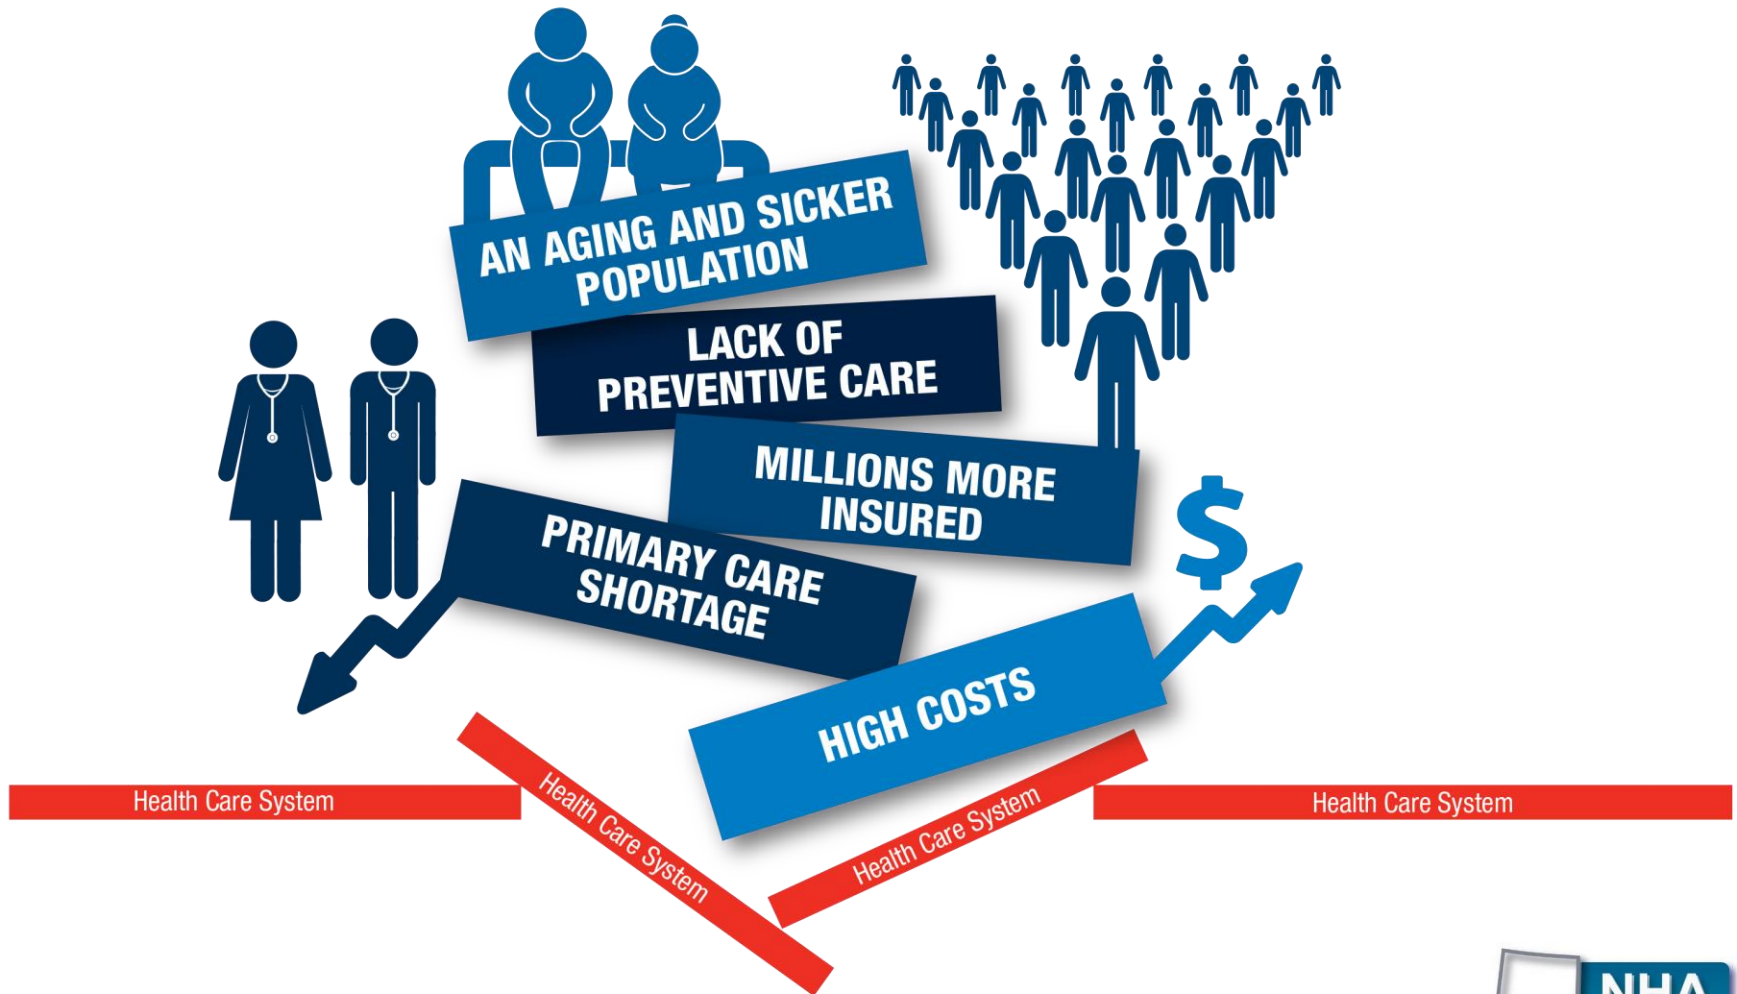 AN AGING AND SICKER
POPULATION
LACK OF
PREVENTIVE CARE
MILLIONS MORE
INSURED
$
PRIMARY CARE
SHORTAGE
HIGH COSTS
Health Care System
Health Care System
Health Care System
Health Care System
NHA